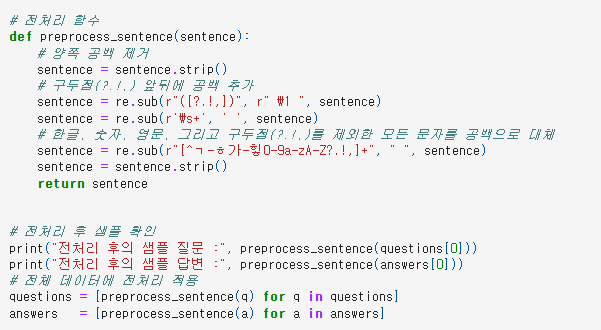 # 전처리 함수
def preprocess_sentence(sentence):
    # 양쪽 공백 제거
    sentence = sentence.strip()
    # 구두점(?.!,) 앞뒤에 공백 추가
    sentence = re.sub(r"([?.!,])", r" ₩1 ", sentence)
    sentence = re.sub(r'₩s+', ' ', sentence)
    # 한글, 숫자, 영문, 그리고 구두점(?.!,)를 제외한 모든 문자를 공백으로 대체
    sentence = re.sub(r"[^ㄱ-ㅎ가-힣0-9a-zA-Z?.!,]+", " ", sentence)
    sentence = sentence.strip()
    return sentence
# 전처리 후 샘플 확인
print("전처리 후의 샘플 질문 :", preprocess_sentence(questions[0]))
print("전처리 후의 샘플 답변 :", preprocess_sentence(answers[0]))
# 전체 데이터에 전처리 적용
questions = [preprocess_sentence(q) for q in questions]
answers   = [preprocess_sentence(a) for a in answers]